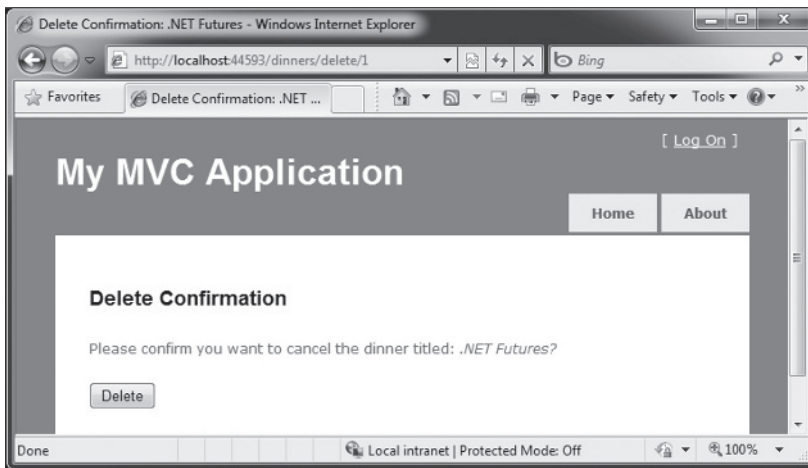 Delete Confirmation: .NET Futures - Windows Internet Explorer
http://localhost:44593/dinners/delete/1
Bing
Favorites
Delete Confirmation: .NET ...
Page
Safety
Tools
[ Log On ]
My MVC Application
Home
About
Delete Confirmation
Please confirm you want to cancel the dinner titled: .NET Futures?
Delete
Done
Local intranet | Protected Mode: Off
100%